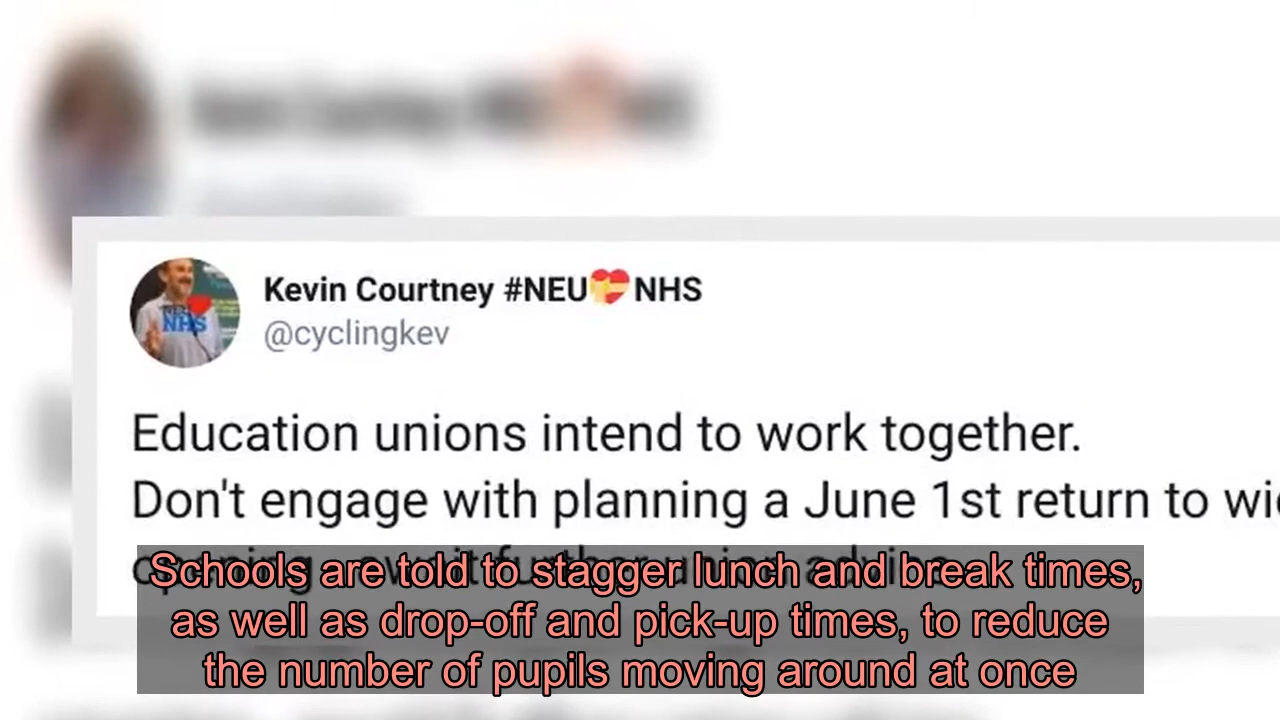 Kevin Courtney #NEU💝NHS
@cyclingkev
NHS
Education unions intend to work together.
Don't engage with planning a June 1st return to
Schools are told to stagger lunch and break times,
as well as drop-off and pick-up times, to reduce
the number of pupils moving around at once